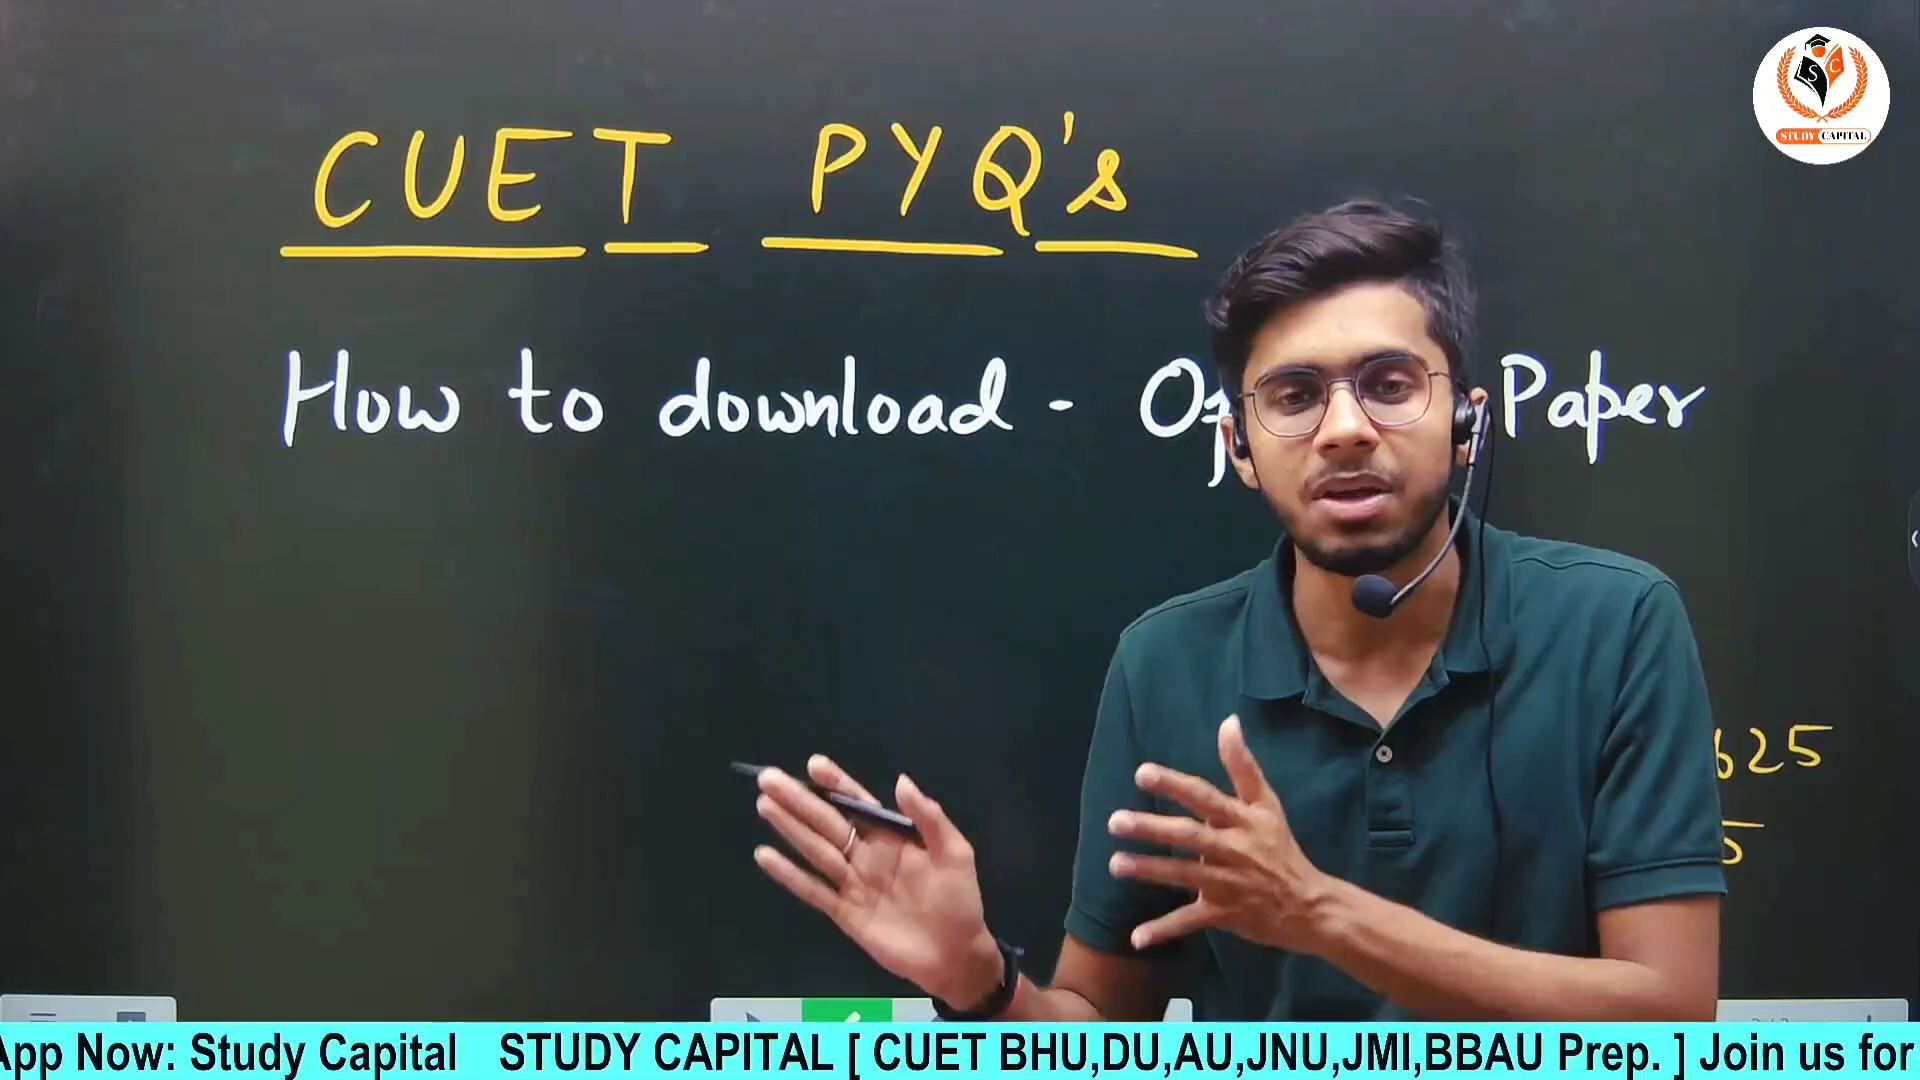 CUET PYQ's
S C
STUDY CAPITAL
How to download - Paper
625
5
App Now: Study Capital STUDY CAPITAL [ CUET BHU,DU,AU,JNU,JMI,BBAU Prep. ] Join us for